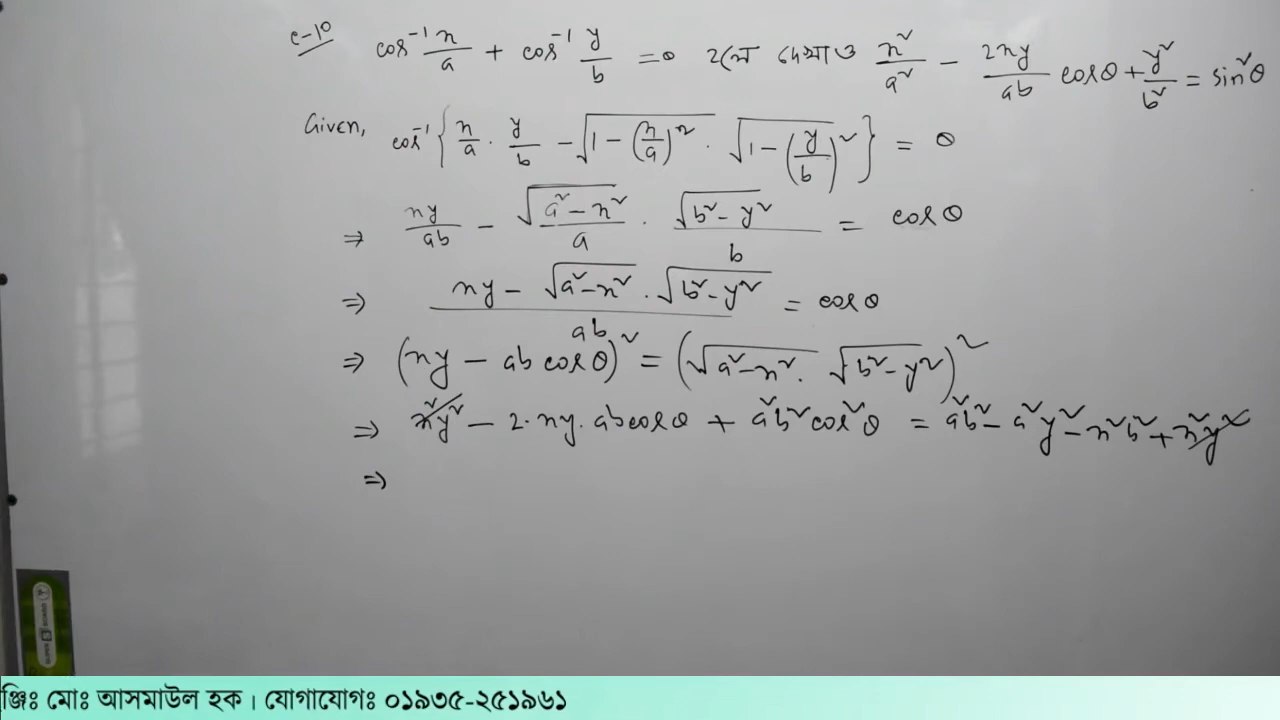 e-10 cos⁻¹ x/a + cos⁻¹ y/b = θ হলে দেখাও x²/a² - 2xy/ab cosθ + y²/b² = sin²θ
Given, cos⁻¹ { x/a · y/b - √(1-(x/a)²) · √(1-(y/b)²) } = θ
⇒ xy/ab - √(a²-x²)/a · √(b²-y²)/b = cosθ
⇒ (xy - √(a²-x²) · √(b²-y²))/ab = cosθ
⇒ (xy - ab cosθ)² = (√(a²-x²) · √(b²-y²))²
⇒ x²y² - 2·xy·ab cosθ + a²b² cos²θ = a²b² - a²y² - x²b² + x²y²
⇒
ঞ্জিঃ মোঃ আসমাউল হক। যোগাযোগঃ ০১৯৩৫-২৫১৯৬১